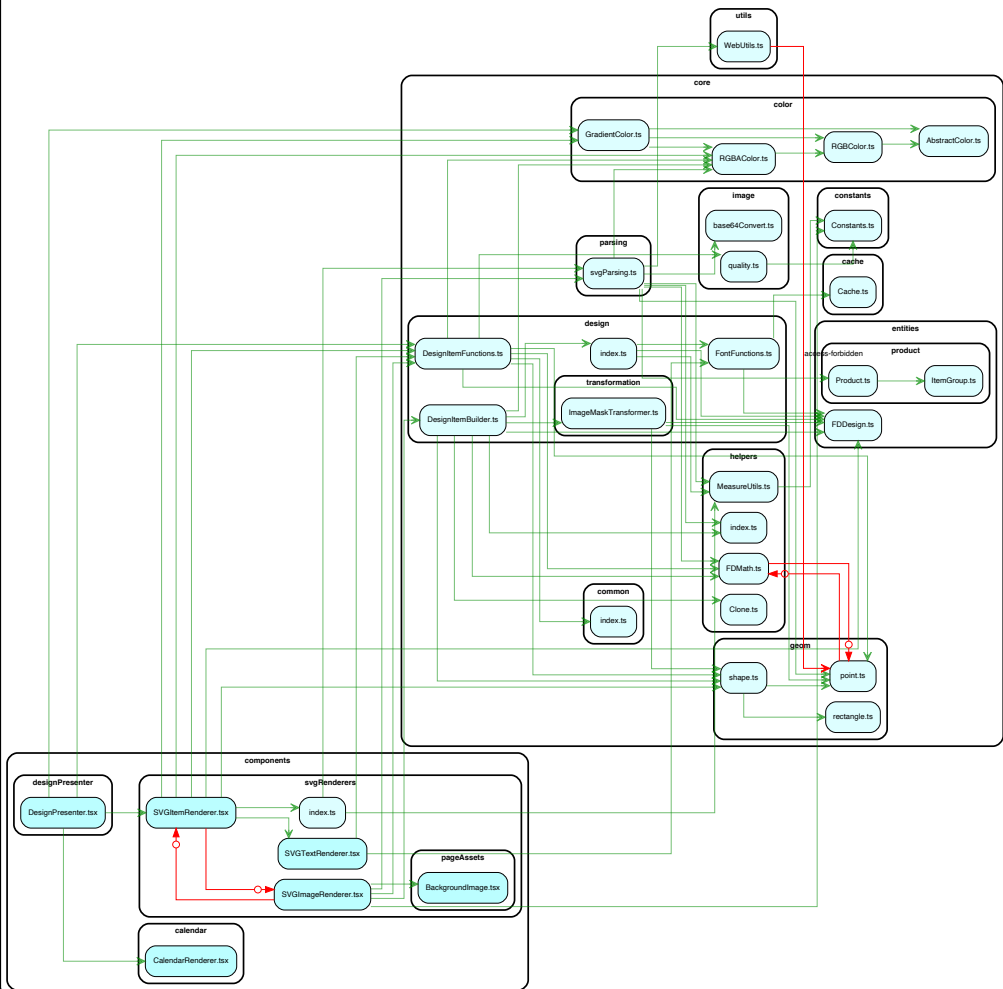 utils
WebUtils.ts
core
color
GradientColor.ts
RGBAColor.ts
RGBColor.ts
AbstractColor.ts
image
base64Convert.ts
quality.ts
constants
Constants.ts
parsing
svgParsing.ts
cache
Cache.ts
design
DesignItemFunctions.ts
index.ts
FontFunctions.ts
transformation
ImageMaskTransformer.ts
DesignItemBuilder.ts
entities
product
access-forbidden
Product.ts
ItemGroup.ts
FDDesign.ts
helpers
MeasureUtils.ts
index.ts
FDMath.ts
Clone.ts
common
index.ts
geom
shape.ts
point.ts
rectangle.ts
components
designPresenter
DesignPresenter.tsx
svgRenderers
SVGItemRenderer.tsx
index.ts
SVGTextRenderer.tsx
SVGImageRenderer.tsx
pageAssets
BackgroundImage.tsx
calendar
CalendarRenderer.tsx